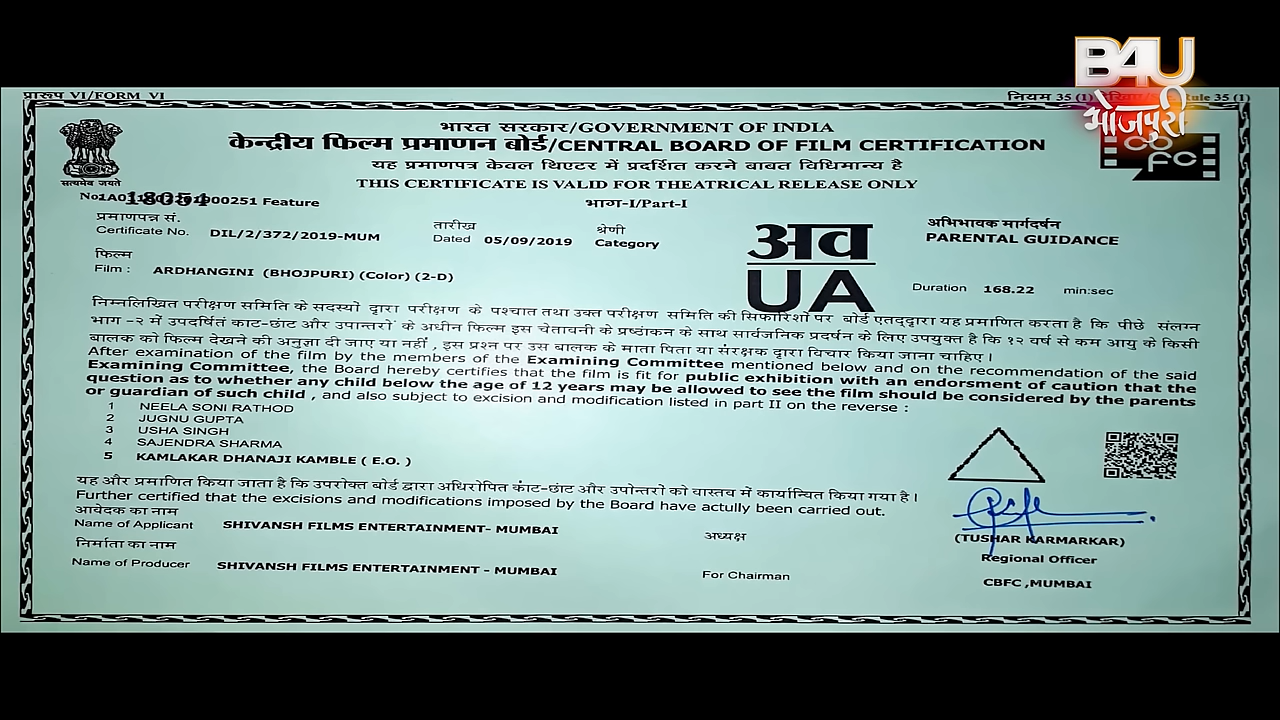 B4U
भोजपुरी
प्रारूप VI/FORM VI
नियम 35 (1)
Rule 35 (1)
CB
FC
भारत सरकार/GOVERNMENT OF INDIA
केन्द्रीय फिल्म प्रमाणन बोर्ड/CENTRAL BOARD OF FILM CERTIFICATION
यह प्रमाणपत्र केवल थिएटर में प्रदर्शित करने बाबत विधिमान्य है
सत्यमेव जयते
THIS CERTIFICATE IS VALID FOR THEATRICAL RELEASE ONLY
18051
Feature
भाग-I/Part-I
प्रमाणपत्र सं.
Certificate No. DIL/2/372/2019-MUM
तारीख
Dated 05/09/2019
श्रेणी
Category
अव
UA
अभिभावक मार्गदर्शन
PARENTAL GUIDANCE
फिल्म
Film : ARDHANGINI (BHOJPURI) (Color) (2-D)
Duration 168.22 min:sec
निम्नलिखित परीक्षण समिति के सदस्यो द्वारा परीक्षण के पश्चात तथा उक्त परीक्षण समिति की सिफारिशो पर बोर्ड एतद्द्वारा यह प्रमाणित करता है कि पीछे संलग्न
भाग -२ में उपदर्षित काट-छांट और उपान्तरो के अधीन फिल्म इस चेतावनी के प्रष्ठांकन के साथ सार्वजनिक प्रदर्षन के लिए उपयुक्त है कि १२ वर्ष से कम आयु के किसी
बालक को फिल्म देखने की अनुज्ञा दी जाए या नहीं , इस प्रश्न पर उस बालक के माता पिता या संरक्षक द्वारा विचार किया जाना चाहिए ।
After examination of the film by the members of the Examining Committee mentioned below and on the recommendation of the said
Examining Committee, the Board hereby certifies that the film is fit for public exhibition with an endorsment of caution that the
question as to whether any child below the age of 12 years may be allowed to see the film should be considered by the parents
or guardian of such child , and also subject to excision and modification listed in part II on the reverse :
1 NEELA SONI RATHOD
2 JUGNU GUPTA
3 USHA SINGH
4 SAJENDRA SHARMA
5 KAMLAKAR DHANAJI KAMBLE ( E.O. )
यह और प्रमाणित किया जाता है कि उपरोक्त बोर्ड द्वारा अधिरोपित कांट-छांट और उपोन्तरो को वास्तव में कार्यान्वित किया गया है ।
Further certified that the excisions and modifications imposed by the Board have actully been carried out.
आवेदक का नाम
Name of Applicant SHIVANSH FILMS ENTERTAINMENT- MUMBAI
निर्माता का नाम
Name of Producer SHIVANSH FILMS ENTERTAINMENT - MUMBAI
अध्यक्ष
For Chairman
(TUSHAR KARMARKAR)
Regional Officer
CBFC ,MUMBAI